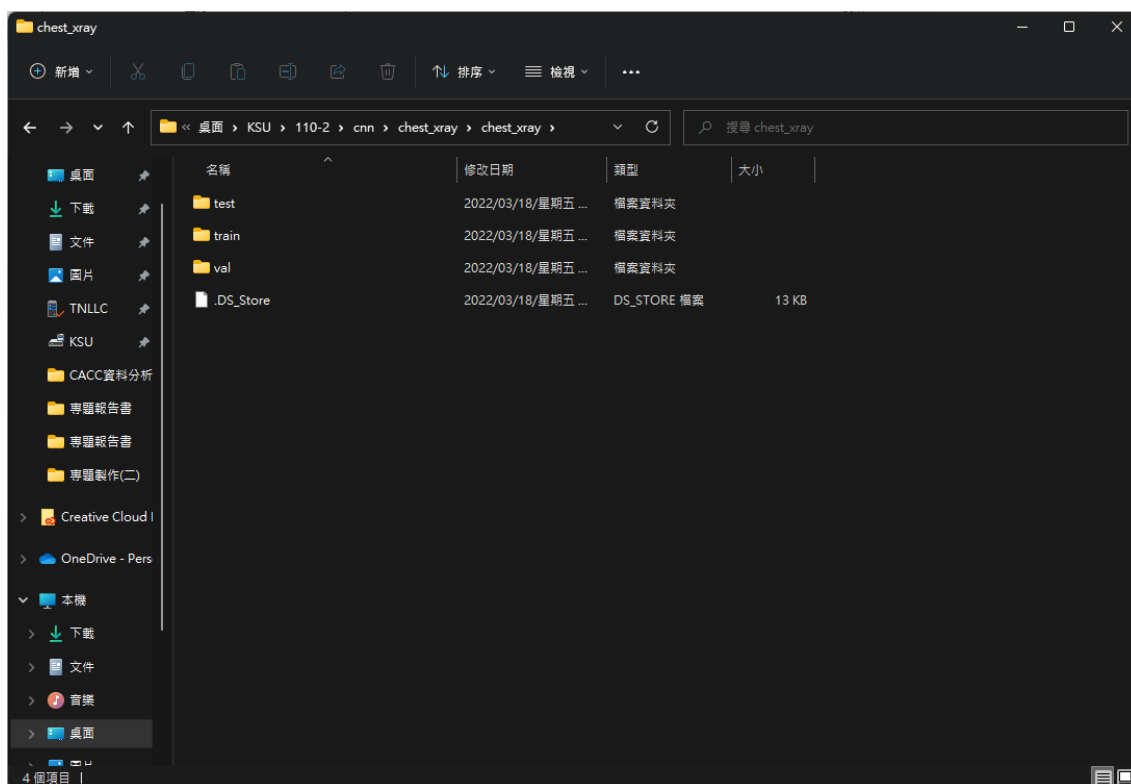 chest_xray
新增 排序 檢視
« 桌面 › KSU › 110-2 › cnn › chest_xray › chest_xray › 搜尋 chest_xray
名稱 修改日期 類型 大小
test 2022/03/18/星期五 ... 檔案資料夾
train 2022/03/18/星期五 ... 檔案資料夾
val 2022/03/18/星期五 ... 檔案資料夾
.DS_Store 2022/03/18/星期五 ... DS_STORE 檔案 13 KB
桌面
下載
文件
圖片
TNLLC
KSU
CACC資料分析
專題報告書
專題報告書
專題製作(二)
Creative Cloud
OneDrive - Pers
本機
下載
文件
音樂
桌面
4 個項目